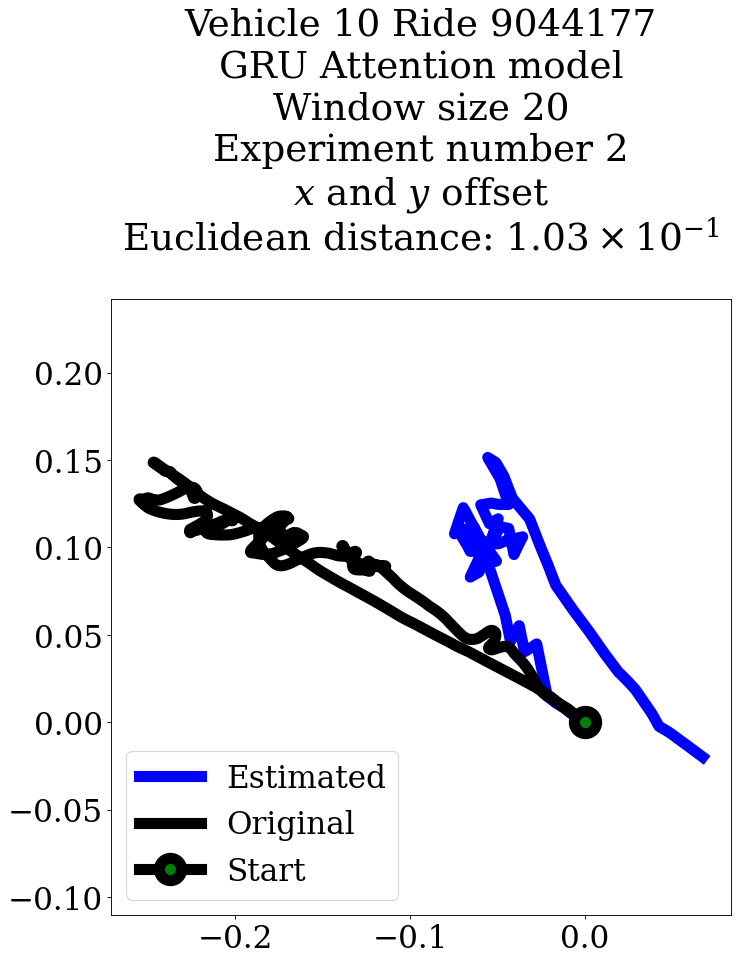 Vehicle 10 Ride 9044177
GRU Attention model
Window size 20
Experiment number 2
x and y offset
Euclidean distance: 1.03 × 10⁻¹
0.20
0.15
0.10
0.05
0.00
−0.05
−0.10
Estimated
Original
Start
−0.2
−0.1
0.0